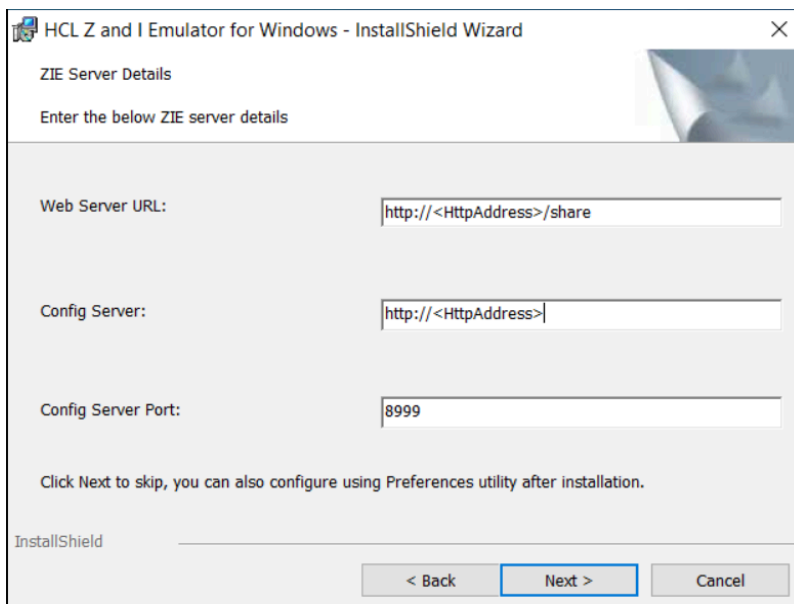 HCL Z and I Emulator for Windows - InstallShield Wizard
ZIE Server Details
Enter the below ZIE server details
Web Server URL: http://<HttpAddress>/share
Config Server: http://<HttpAddress>
Config Server Port: 8999
Click Next to skip, you can also configure using Preferences utility after installation.
InstallShield
< Back Next > Cancel